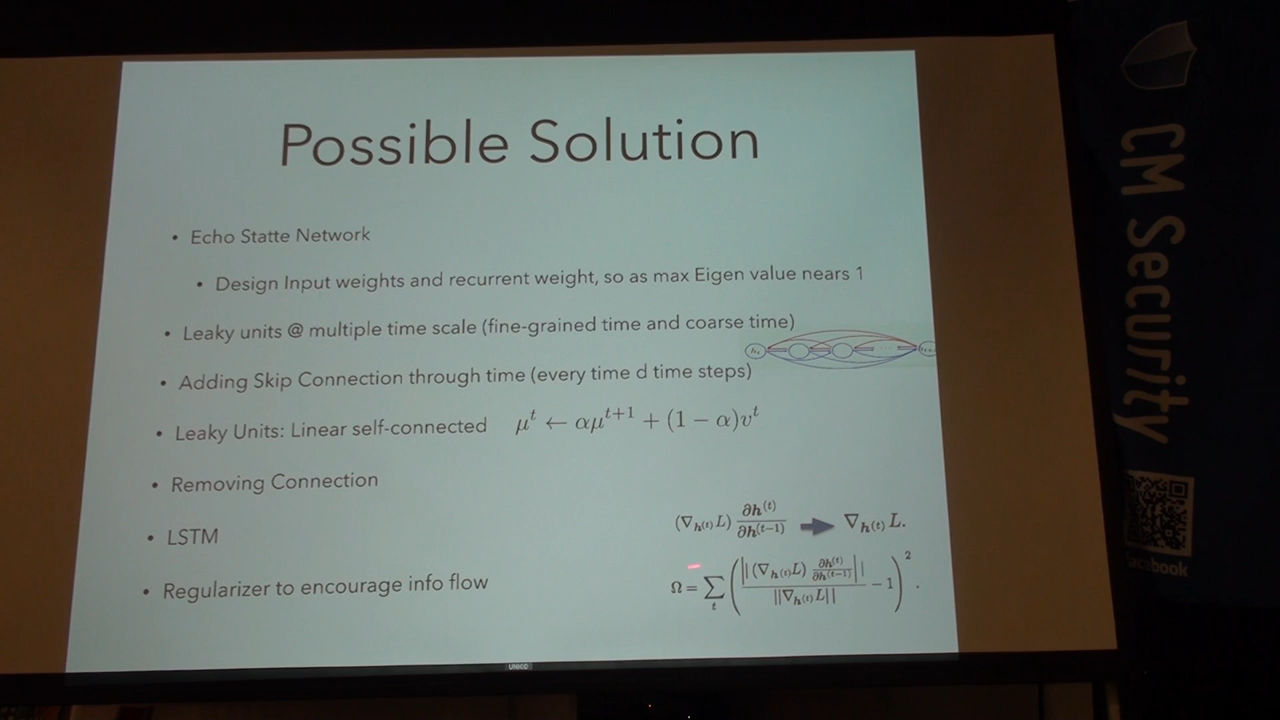 Possible Solution
• Echo Statte Network
• Design Input weights and recurrent weight, so as max Eigen value nears 1
• Leaky units @ multiple time scale (fine-grained time and coarse time)
• Adding Skip Connection through time (every time d time steps)
• Leaky Units: Linear self-connected μ^t ← αμ^{t+1} + (1 − α)v^t
• Removing Connection
• LSTM
(∇_{h^{(t)}} L) ∂h^{(t)}/∂h^{(t−1)} ➡ ∇_{h^{(t)}} L.
• Regularizer to encourage info flow
Ω = ∑_t ( || (∇_{h^{(t)}} L) ∂h^{(t)}/∂h^{(t−1)} || / ||∇_{h^{(t)}} L|| − 1 )^2 .
CM Security